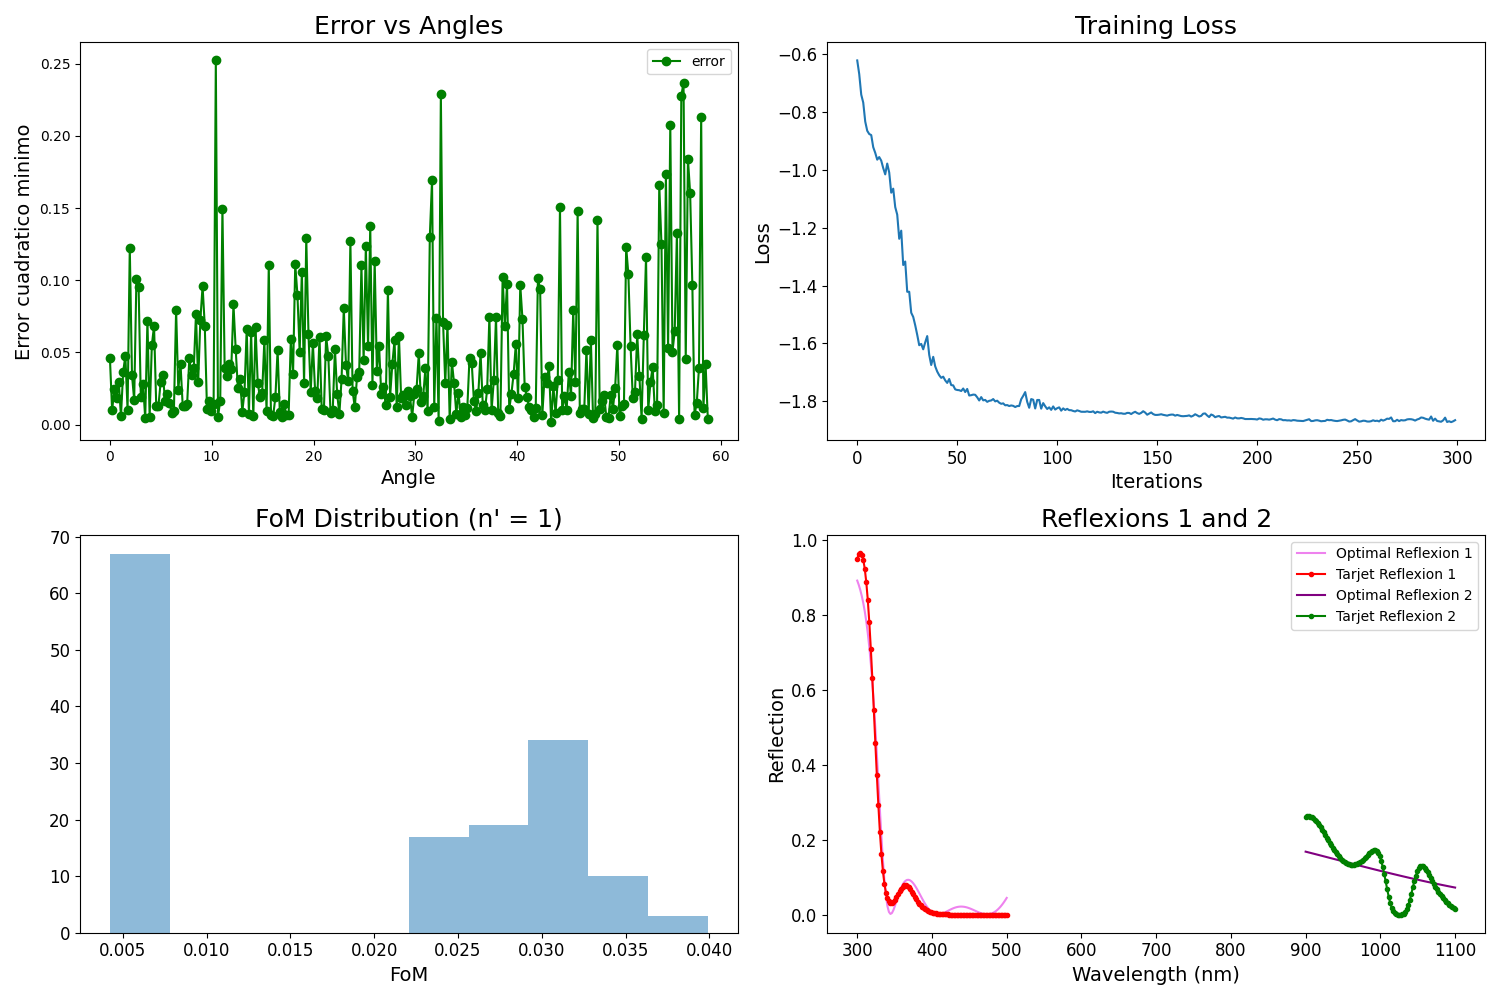 Error vs Angles
Error cuadratico minimo
0.25
0.20
0.15
0.10
0.05
0.00
error
0 10 20 30 40 50 60
Angle
Training Loss
Loss
−0.6
−0.8
−1.0
−1.2
−1.4
−1.6
−1.8
0 50 100 150 200 250 300
Iterations
FoM Distribution (n' = 1)
70
60
50
40
30
20
10
0
0.005 0.010 0.015 0.020 0.025 0.030 0.035 0.040
FoM
Reflexions 1 and 2
Reflection
1.0
0.8
0.6
0.4
0.2
0.0
Optimal Reflexion 1
Tarjet Reflexion 1
Optimal Reflexion 2
Tarjet Reflexion 2
300 400 500 600 700 800 900 1000 1100
Wavelength (nm)